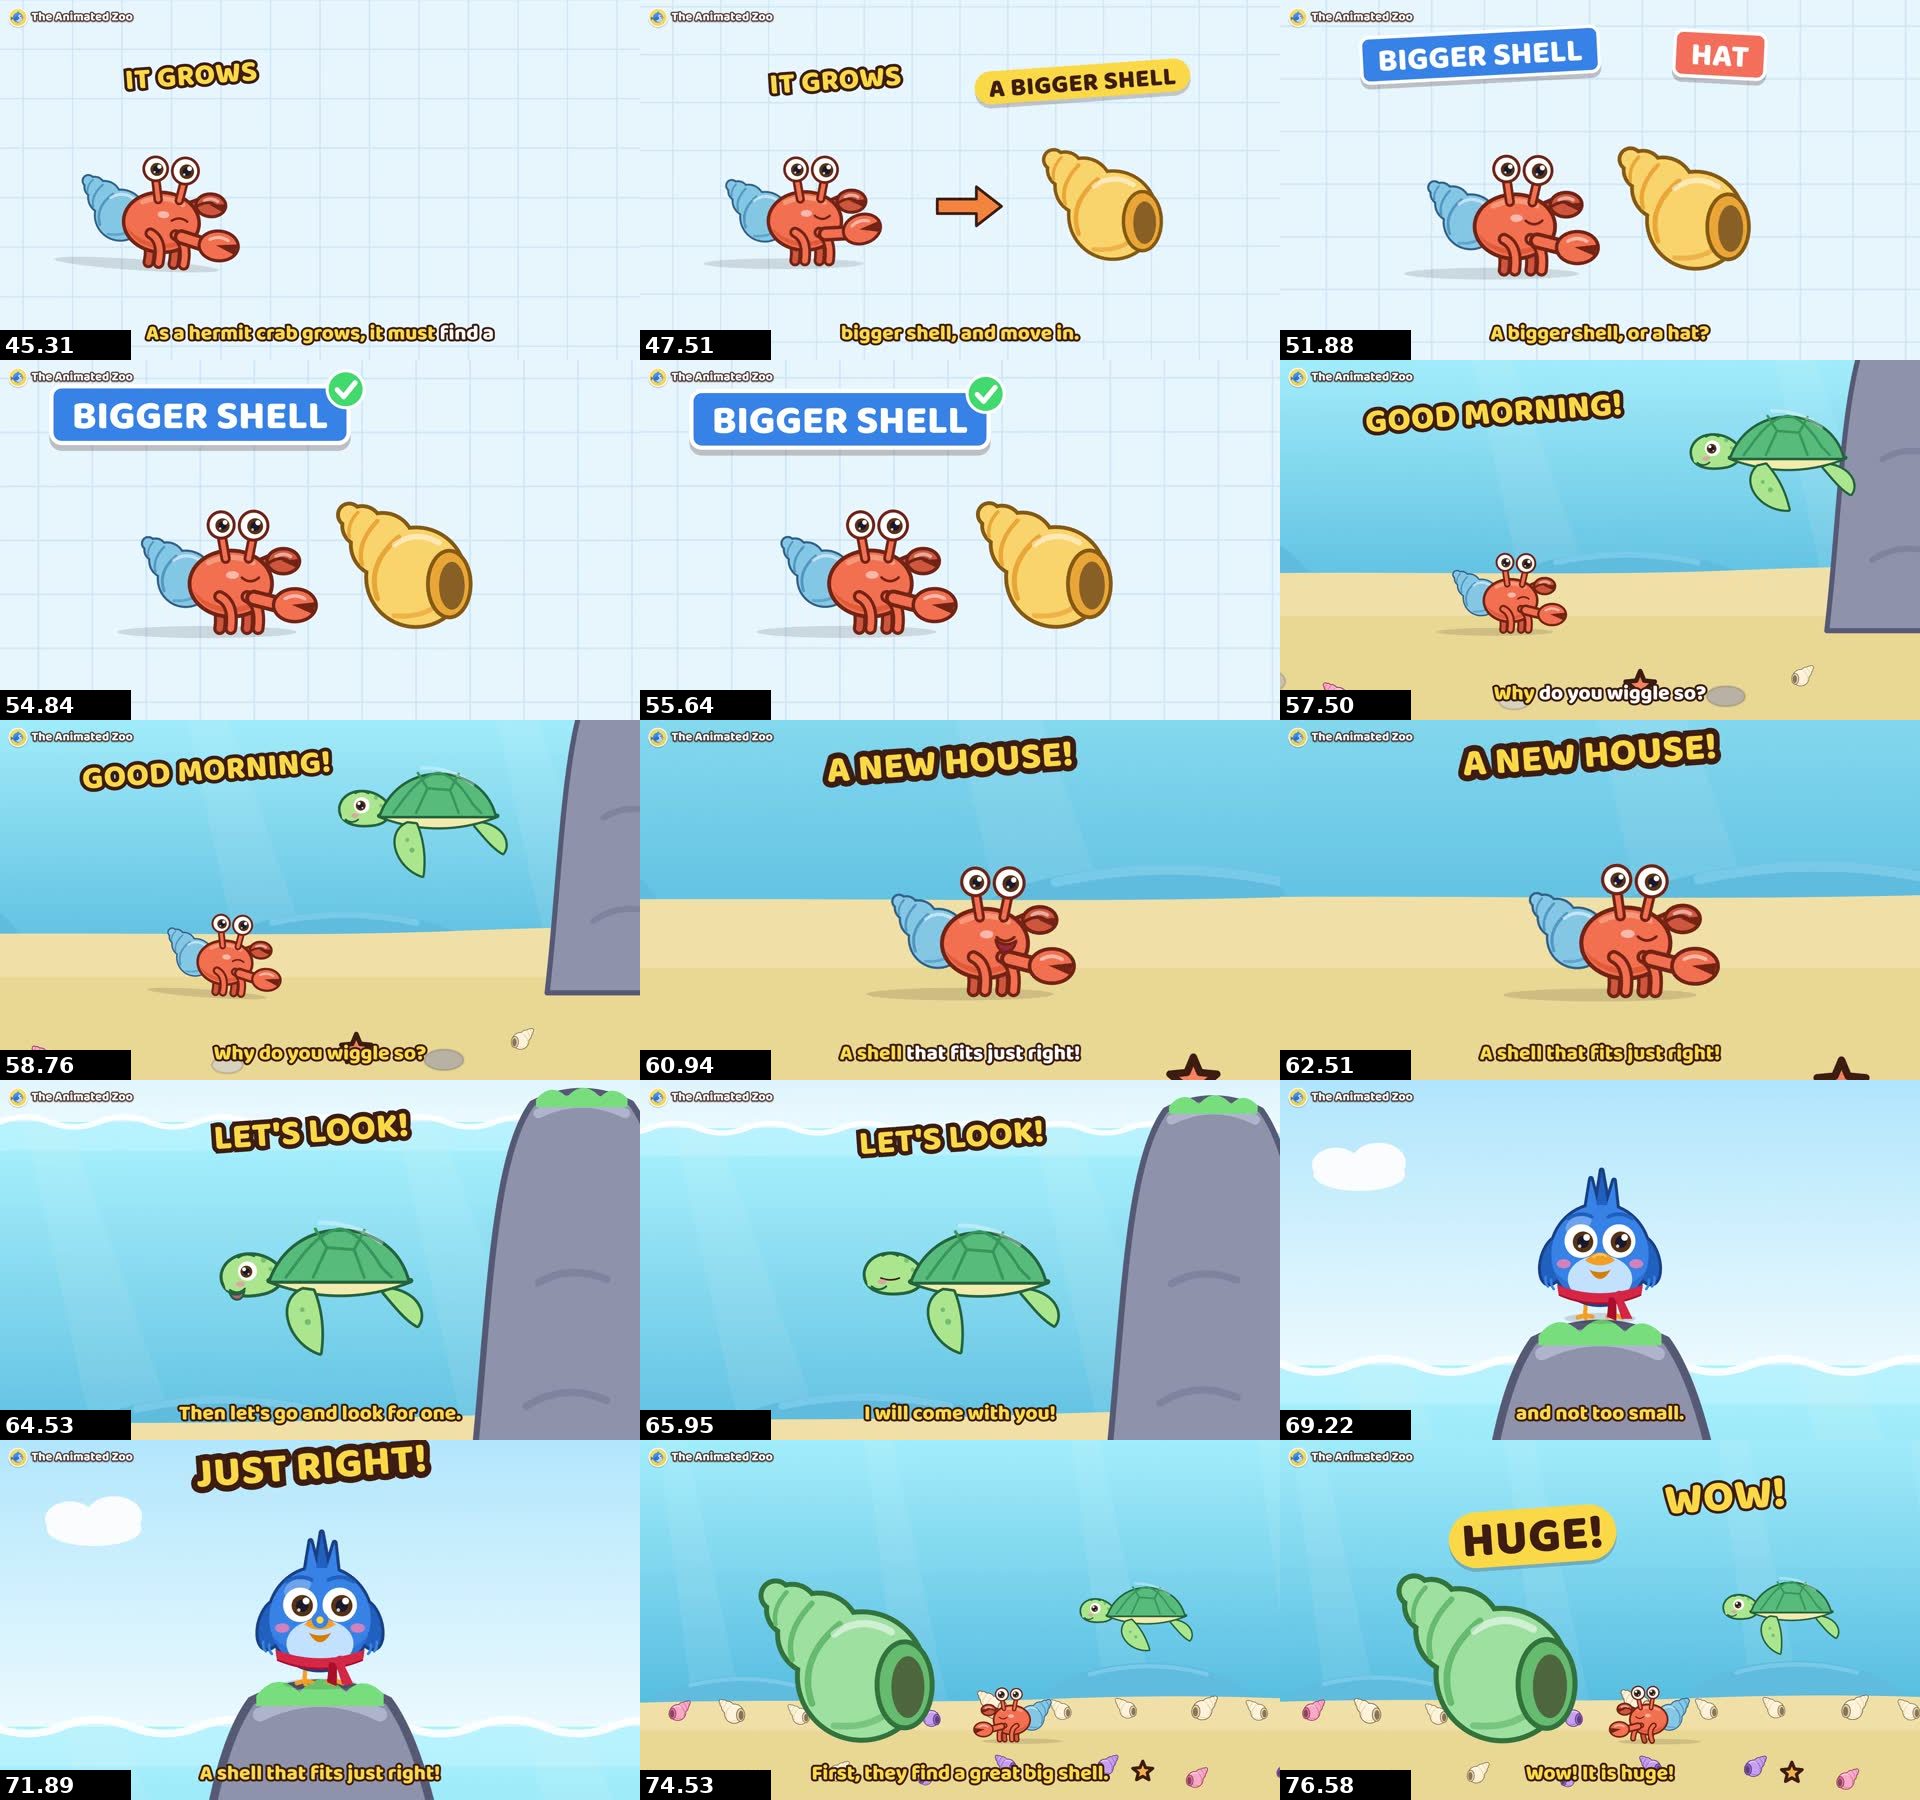 The Animated Zoo
IT GROWS
As a hermit crab grows, it must find a
45.31
The Animated Zoo
IT GROWS
A BIGGER SHELL
bigger shell, and move in.
47.51
The Animated Zoo
BIGGER SHELL
HAT
A bigger shell, or a hat?
51.88
The Animated Zoo
BIGGER SHELL
54.84
The Animated Zoo
BIGGER SHELL
55.64
The Animated Zoo
GOOD MORNING!
Why do you wiggle so?
57.50
The Animated Zoo
GOOD MORNING!
Why do you wiggle so?
58.76
The Animated Zoo
A NEW HOUSE!
A shell that fits just right!
60.94
The Animated Zoo
A NEW HOUSE!
A shell that fits just right!
62.51
The Animated Zoo
LET'S LOOK!
Then let's go and look for one.
64.53
The Animated Zoo
LET'S LOOK!
I will come with you!
65.95
The Animated Zoo
and not too small.
69.22
The Animated Zoo
JUST RIGHT!
A shell that fits just right!
71.89
The Animated Zoo
First, they find a great big shell.
74.53
The Animated Zoo
HUGE!
WOW!
Wow! It is huge!
76.58